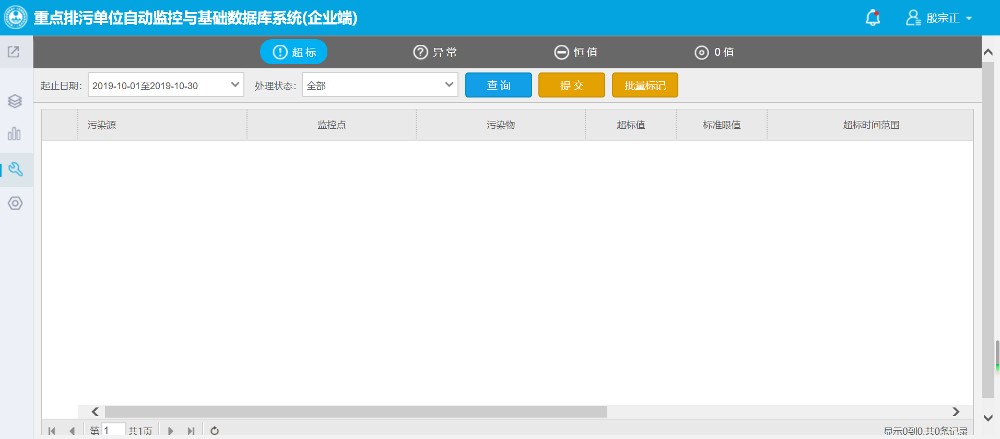 重点排污单位自动监控与基础数据库系统(企业端)
殷宗正
超标 异常 恒值 0值
起止日期: 2019-10-01至2019-10-30 处理状态: 全部 查询 提交 批量标记
污染源 监控点 污染物 超标值 标准限值 超标时间范围
第 1 共1页 显示0到0,共0条记录